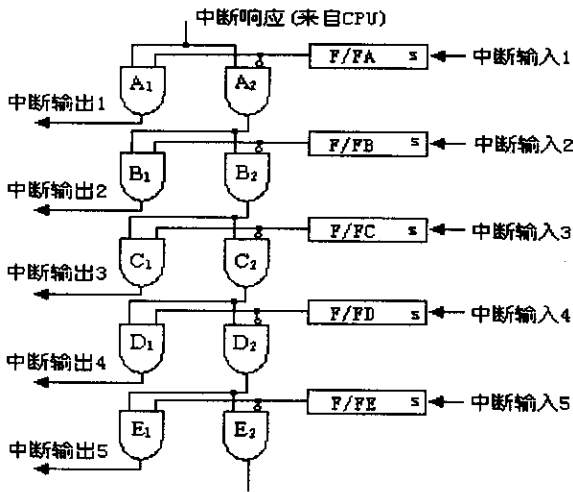 中断响应(来自CPU)
F/FA s 中断输入1
A1 A2
中断输出1
F/FB s 中断输入2
B1 B2
中断输出2
F/FC s 中断输入3
C1 C2
中断输出3
F/FD s 中断输入4
D1 D2
中断输出4
F/FE s 中断输入5
E1 E2
中断输出5